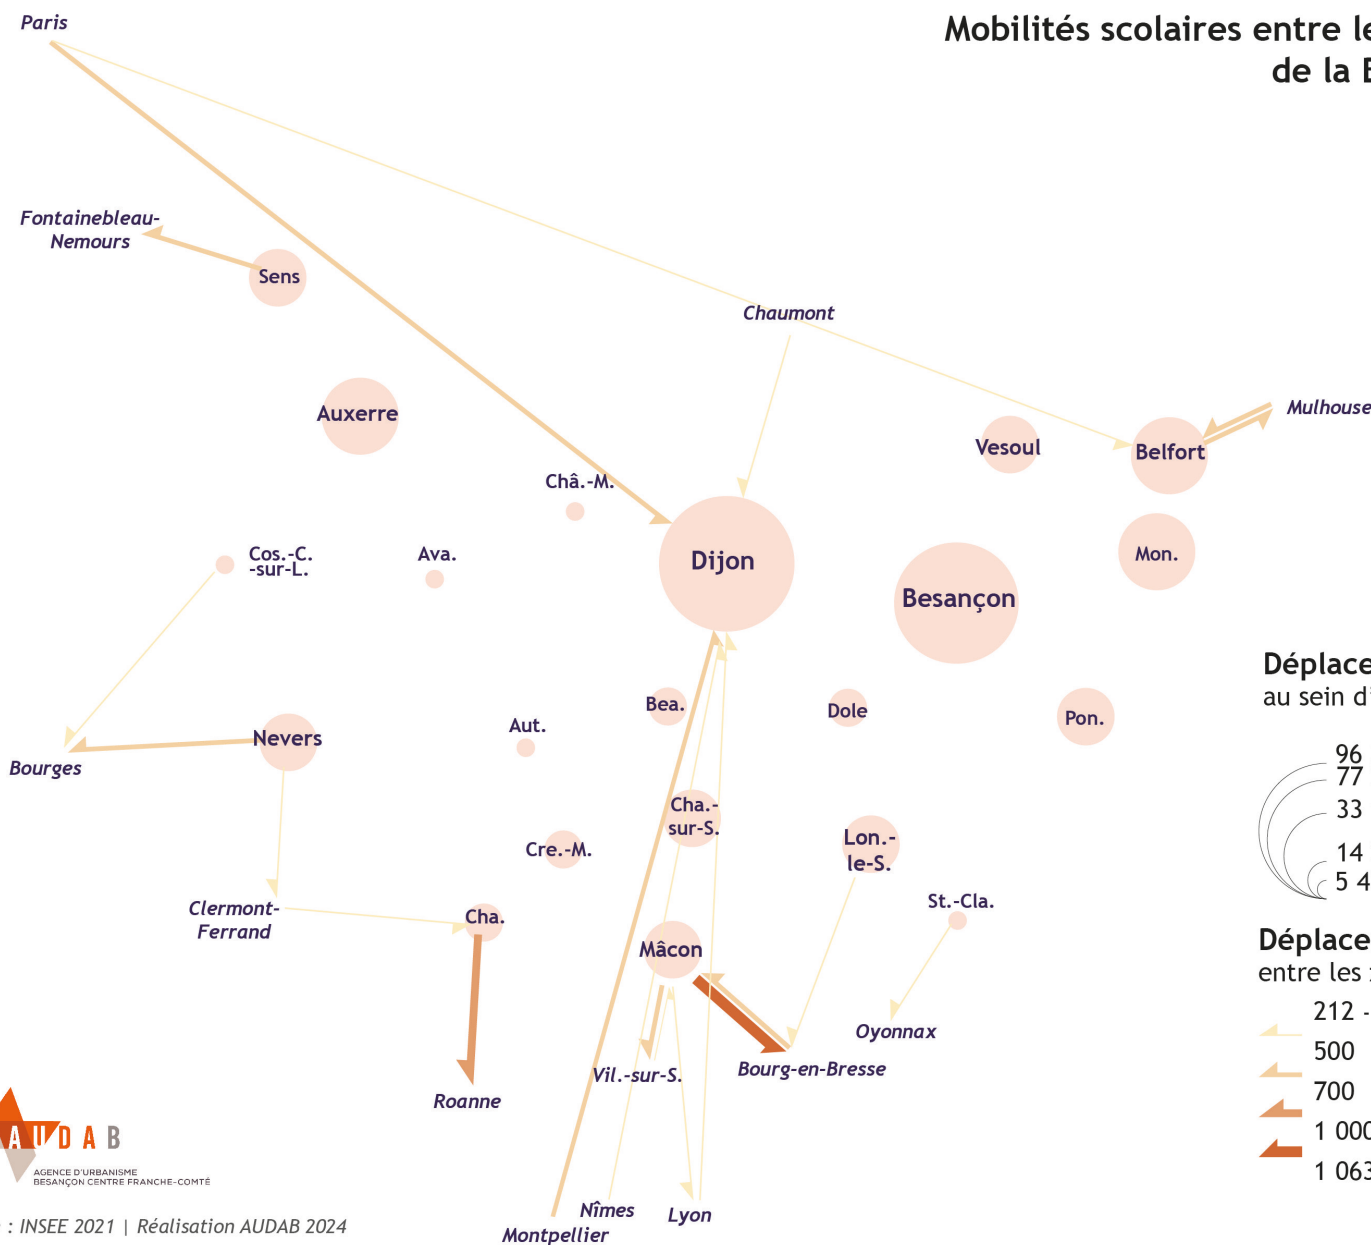 Paris
Mobilités scolaires entre le
de la
Fontainebleau-
Nemours
Sens
Chaumont
Auxerre
Mulhouse
Vesoul
Belfort
Châ.-M.
Dijon
Cos.-C.
-sur-L.
Ava.
Mon.
Besançon
Déplace
au sein d'
Bea.
Dole
Pon.
Aut.
Nevers
Bourges
96
77
33
14
5 4
Cha.-
sur-S.
Cre.-M.
Lon.-
le-S.
Clermont-
Ferrand
Cha.
St.-Cla.
Mâcon
Déplace
entre les
212 -
500
700
1 000
1 063
Oyonnax
Vil.-sur-S.
Bourg-en-Bresse
Roanne
AUDAB
AGENCE D'URBANISME
BESANÇON CENTRE FRANCHE-COMTÉ
Nîmes
Lyon
Montpellier
: INSEE 2021 | Réalisation AUDAB 2024